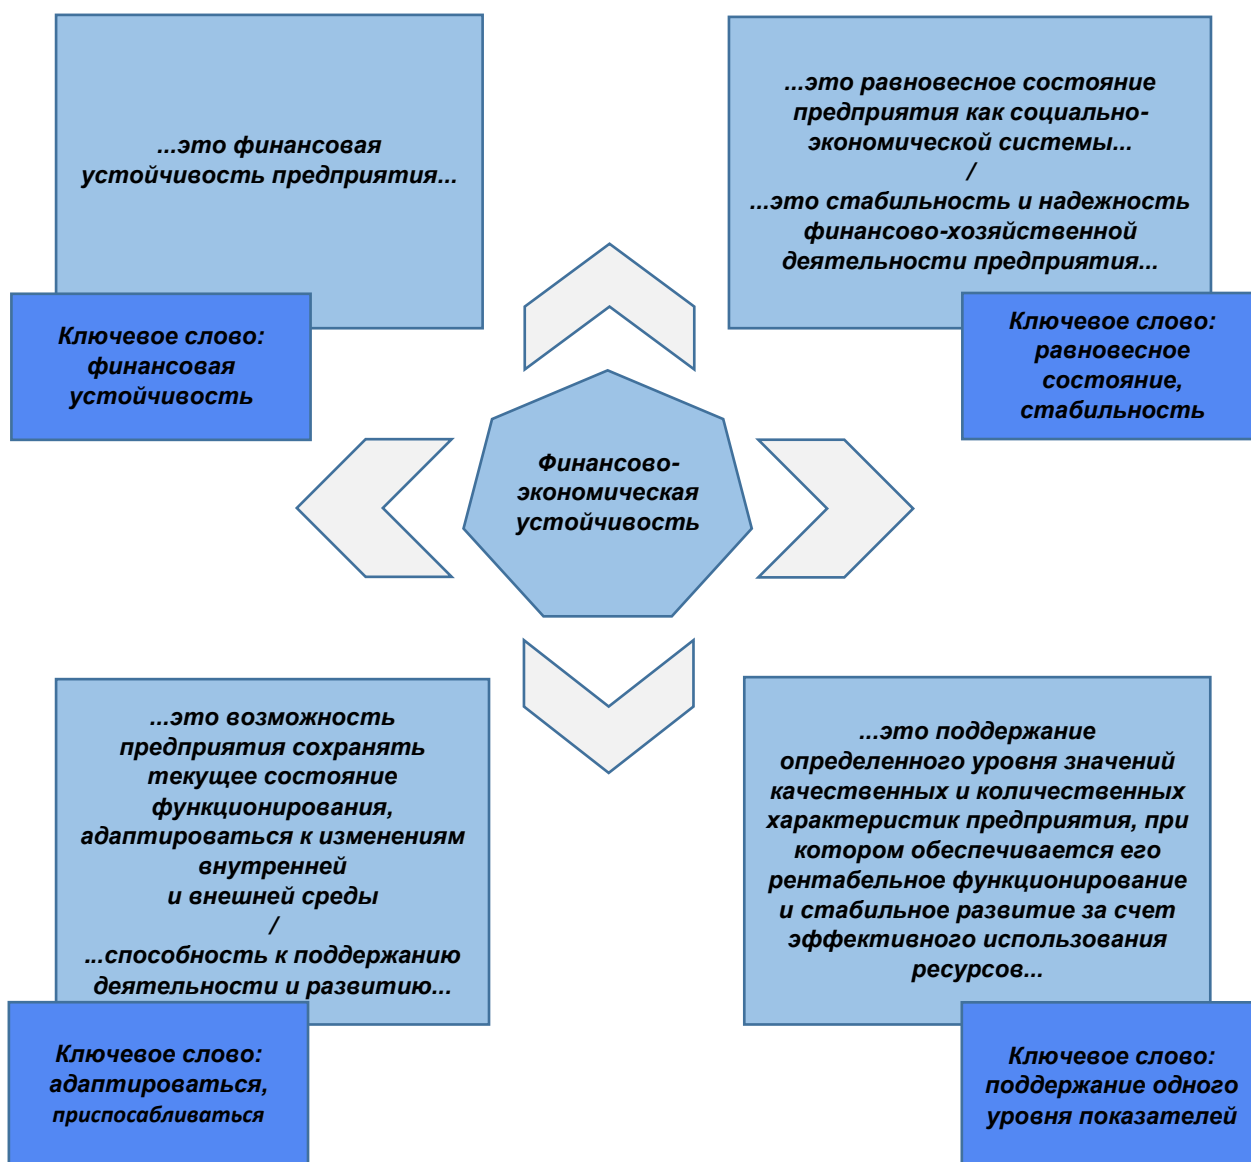 ...это финансовая
устойчивость предприятия...
Ключевое слово:
финансовая
устойчивость
...это равновесное состояние
предприятия как социально-
экономической системы...
/
...это стабильность и надежность
финансово-хозяйственной
деятельности предприятия...
Ключевое слово:
равновесное
состояние,
стабильность
Финансово-
экономическая
устойчивость
...это возможность
предприятия сохранять
текущее состояние
функционирования,
адаптироваться к изменениям
внутренней
и внешней среды
/
...способность к поддержанию
деятельности и развитию...
Ключевое слово:
адаптироваться,
приспосабливаться
...это поддержание
определенного уровня значений
качественных и количественных
характеристик предприятия, при
котором обеспечивается его
рентабельное функционирование
и стабильное развитие за счет
эффективного использования
ресурсов...
Ключевое слово:
поддержание одного
уровня показателей